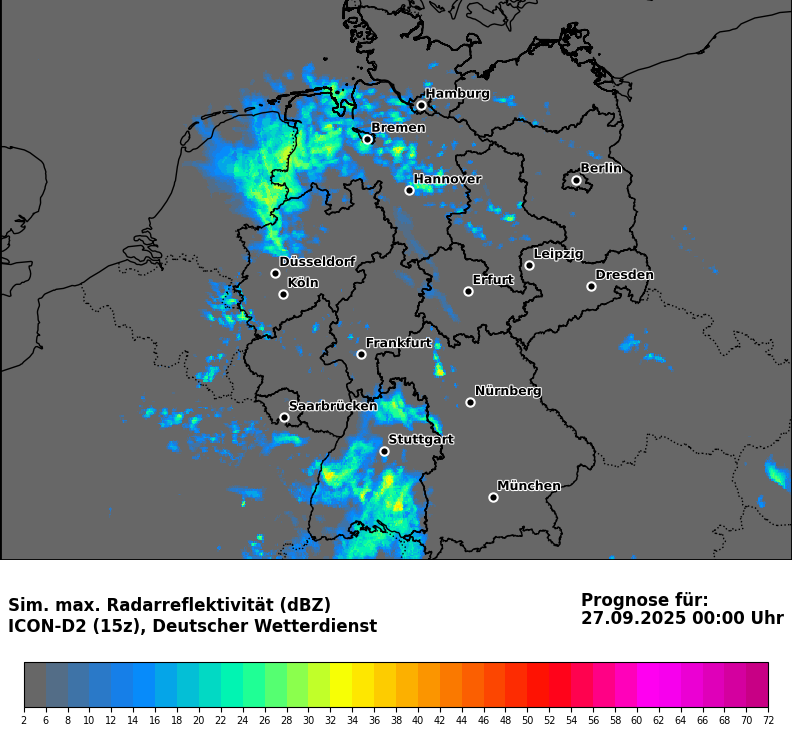 Hamburg
Bremen
Berlin
Hannover
Leipzig
Düsseldorf
Dresden
Köln
Erfurt
Frankfurt
Nürnberg
Saarbrücken
Stuttgart
München
Sim. max. Radarreflektivität (dBZ)
ICON-D2 (15z), Deutscher Wetterdienst
Prognose für:
27.09.2025 00:00 Uhr
2 6 8 10 12 14 16 18 20 22 24 26 28 30 32 34 36 38 40 42 44 46 48 50 52 54 56 58 60 62 64 66 68 70 72